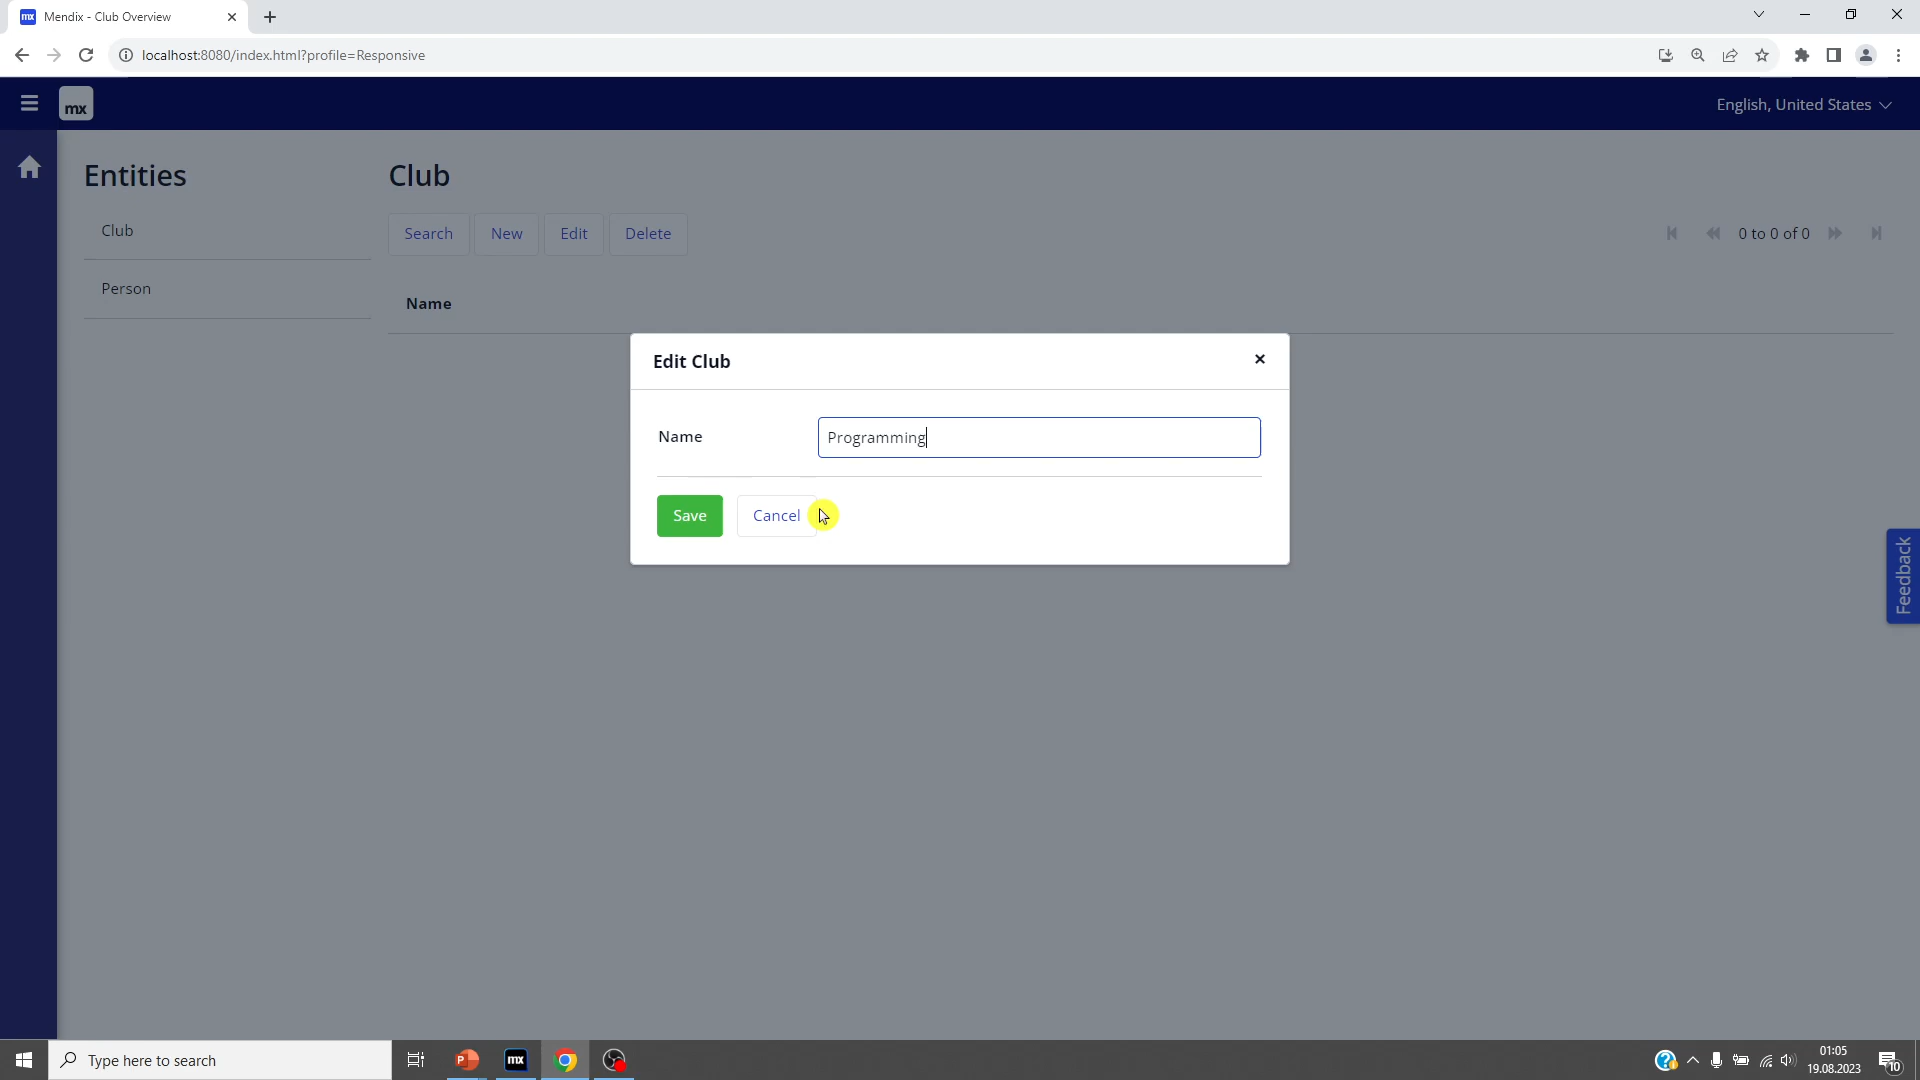 Mendix - Club Overview
localhost:8080/index.html?profile=Responsive
mx
English, United States
Entities
Club
Person
Club
Search
New
Edit
Delete
0 to 0 of 0
Name
Edit Club
Name
Programming
Save
Cancel
Feedback
Type here to search
mx
01:05
19.08.2023
10